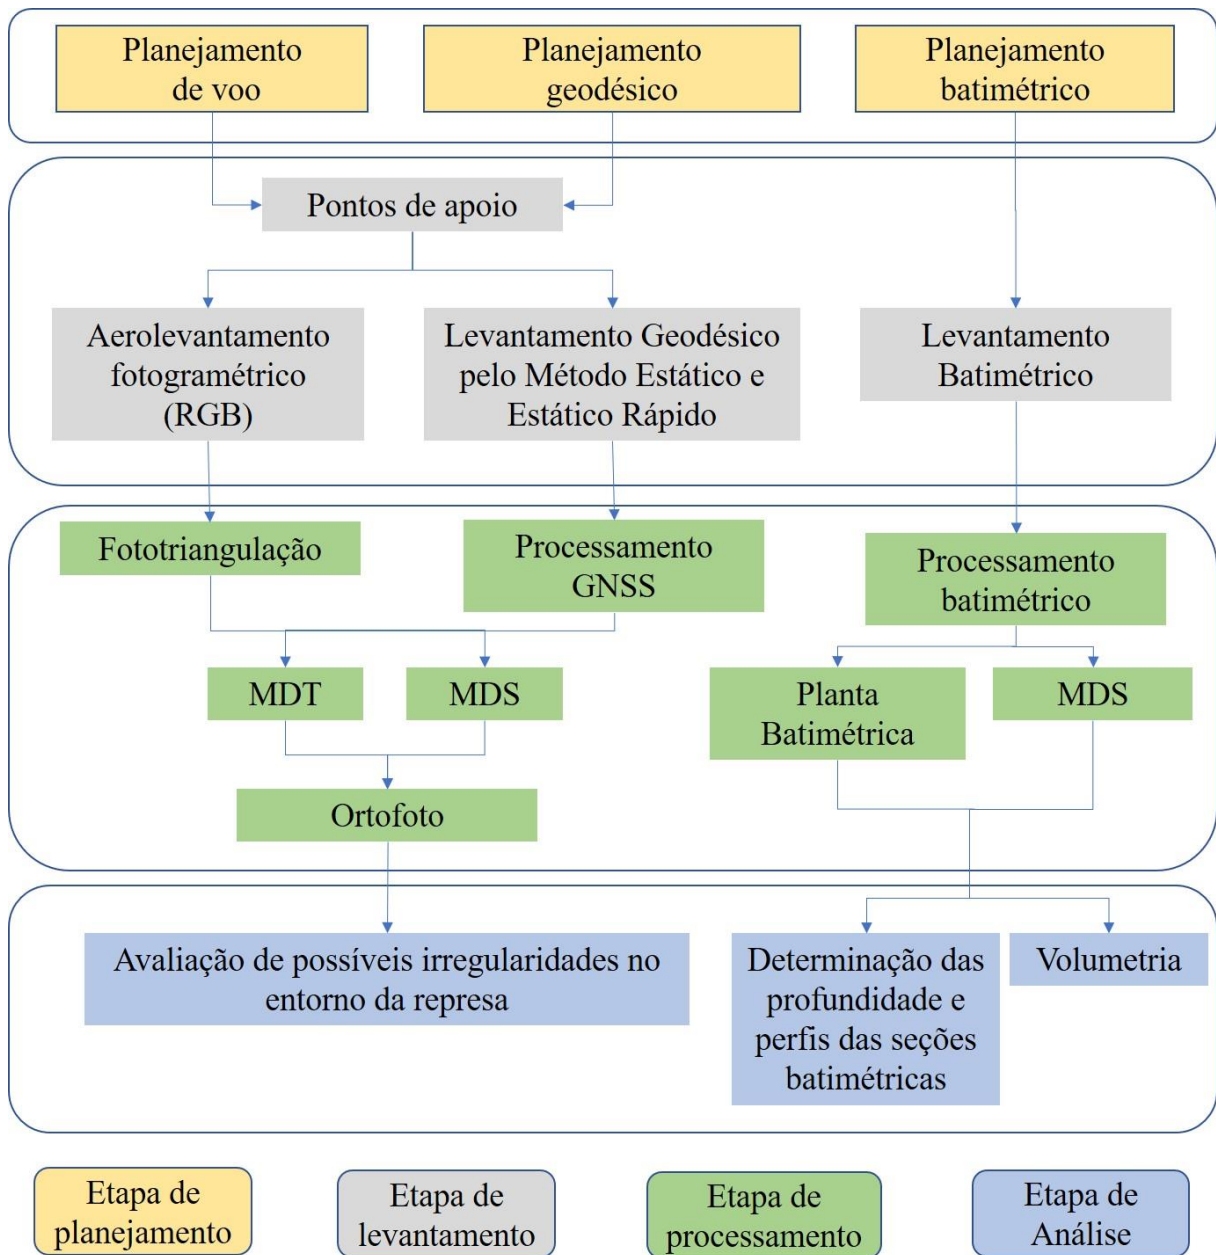 Planejamento
de voo
Planejamento
geodésico
Planejamento
batimétrico
Pontos de apoio
Aerolevantamento
fotogramétrico
(RGB)
Levantamento Geodésico
pelo Método Estático e
Estático Rápido
Levantamento
Batimétrico
Fototriangulação
Processamento
GNSS
Processamento
batimétrico
MDT
MDS
Planta
Batimétrica
MDS
Ortofoto
Avaliação de possíveis irregularidades no
entorno da represa
Determinação das
profundidade e
perfis das seções
batimétricas
Volumetria
Etapa de
planejamento
Etapa de
levantamento
Etapa de
processamento
Etapa de
Análise